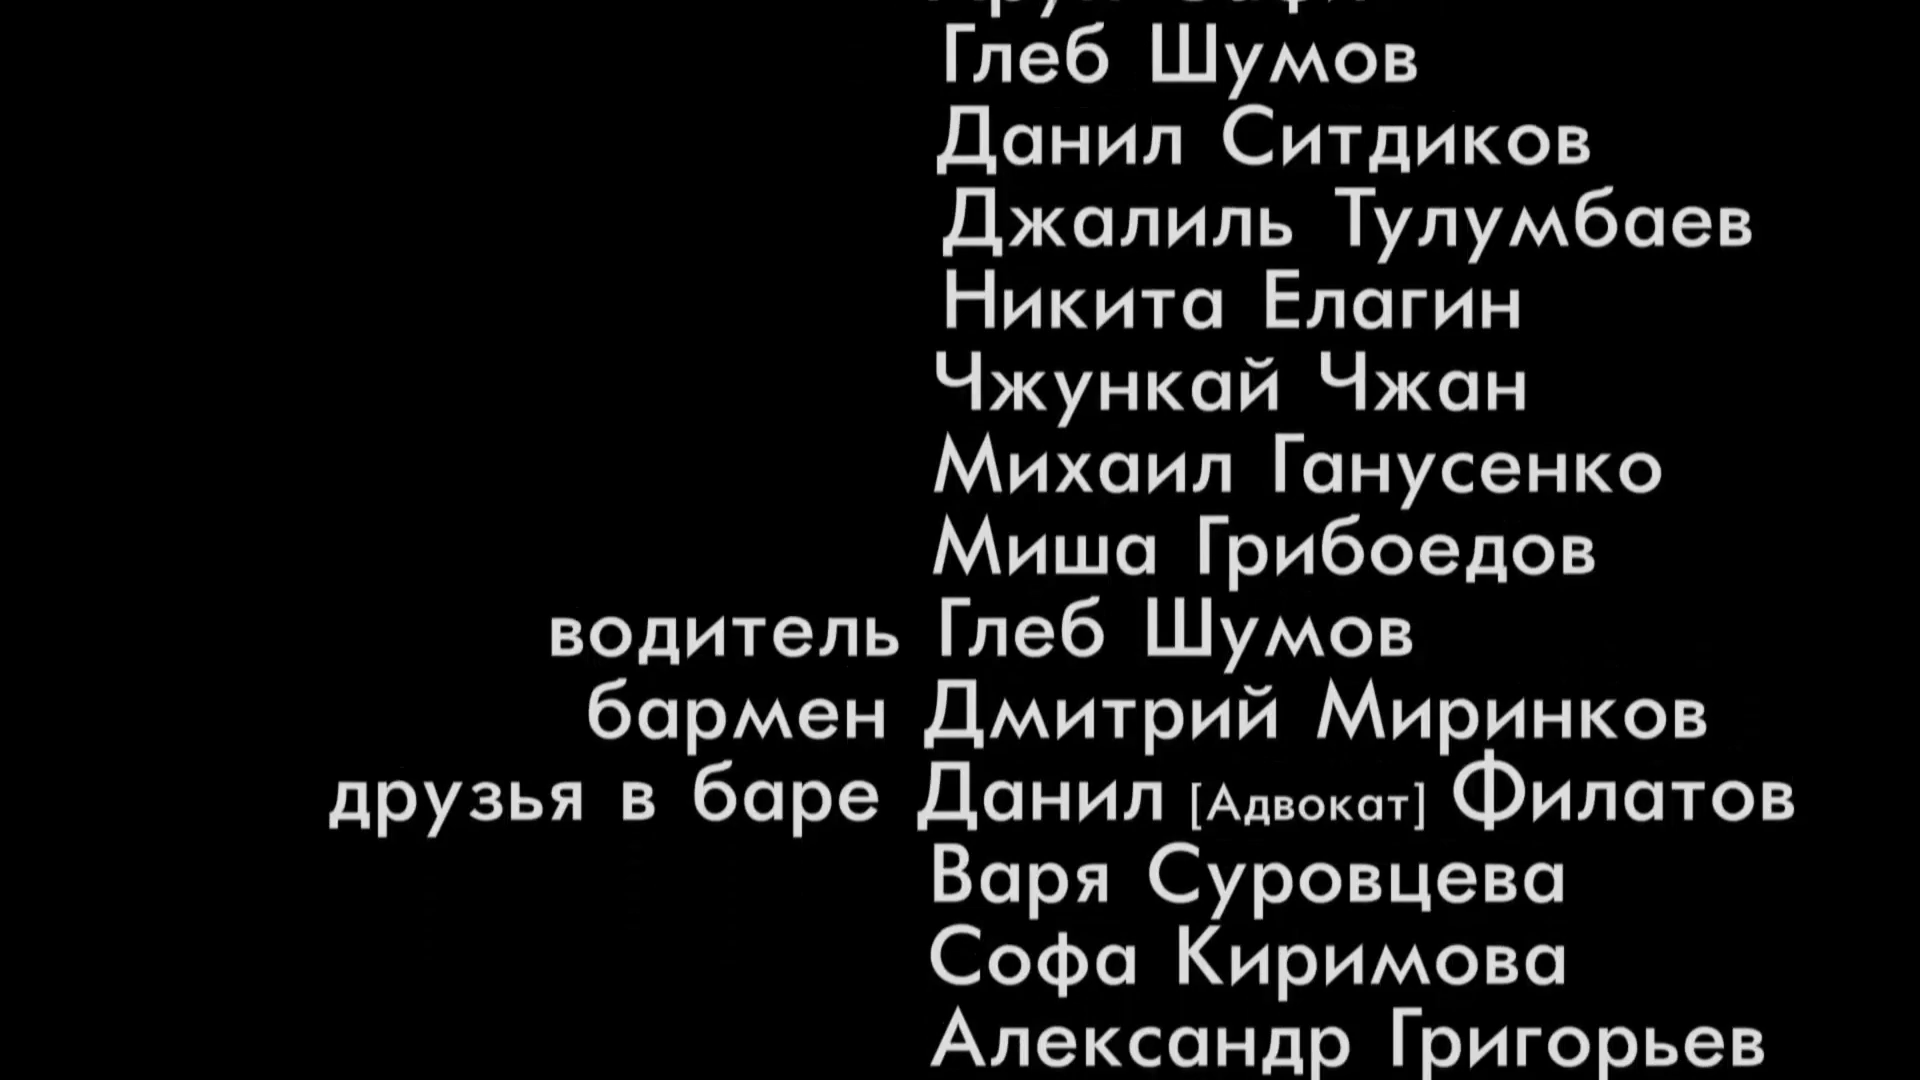 Глеб Шумов
Данил Ситдиков
Джалиль Тулумбаев
Никита Елагин
Чжункай Чжан
Михаил Ганусенко
Миша Грибоедов
водитель Глеб Шумов
бармен Дмитрий Миринков
друзья в баре Данил [Адвокат] Филатов
Варя Суровцева
Софа Киримова
Александр Григорьев